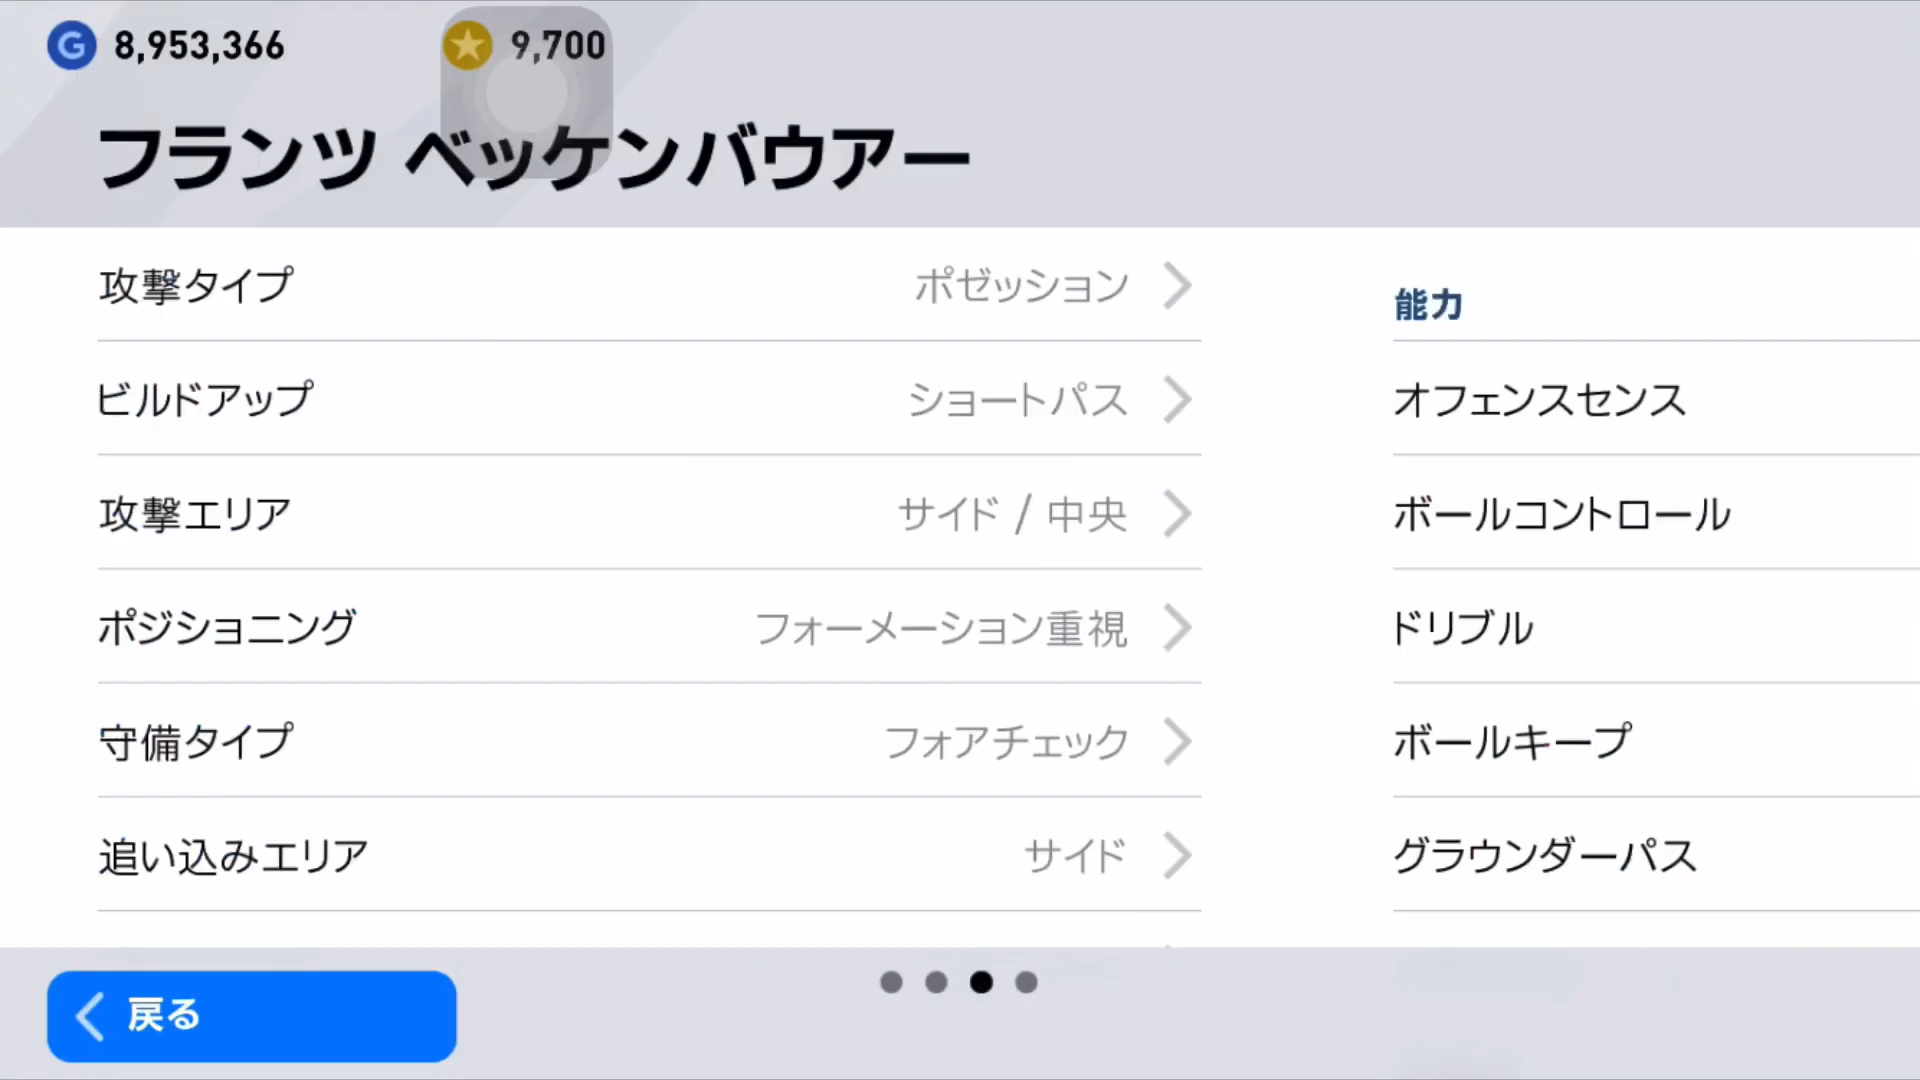 G 8,953,366 9,700
フランツ ベッケンバウアー
攻撃タイプ ポゼッション
ビルドアップ ショートパス
攻撃エリア サイド / 中央
ポジショニング フォーメーション重視
守備タイプ フォアチェック
追い込みエリア サイド
能力
オフェンスセンス
ボールコントロール
ドリブル
ボールキープ
グラウンダーパス
戻る